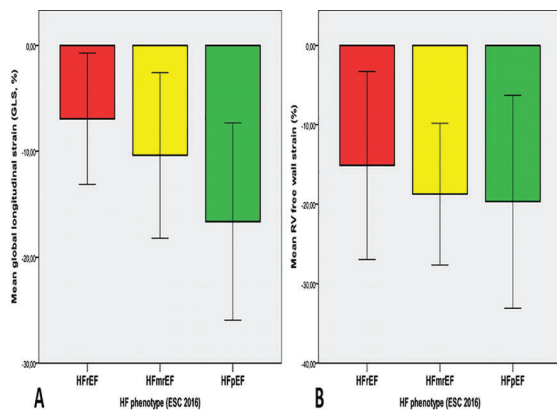 Mean global longitudinal strain (GLS, %)
,00
-10,00
-20,00
-30,00
HFrEF HFmrEF HFpEF
A HF phenotype (ESC 2016)
Mean RV free wall strain (%)
,00
-10,00
-20,00
-30,00
-40,00
HFrEF HFmrEF HFpEF
B HF phenotype (ESC 2016)